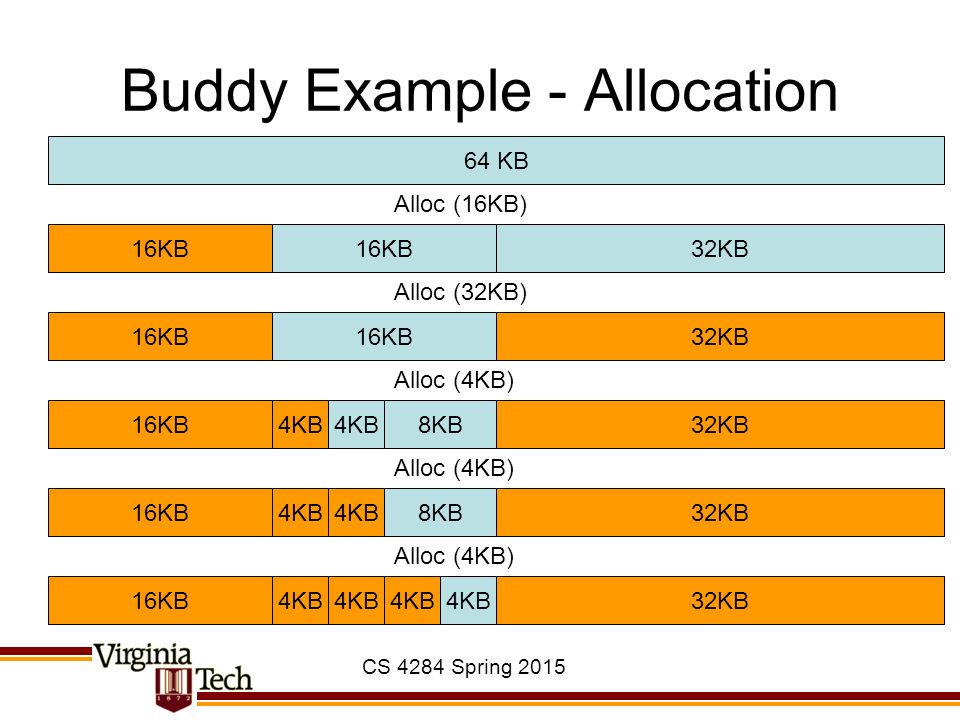 Buddy Example - Allocation
64 KB
Alloc (16KB)
16KB 16KB 32KB
Alloc (32KB)
16KB 16KB 32KB
Alloc (4KB)
16KB 4KB 4KB 8KB 32KB
Alloc (4KB)
16KB 4KB 4KB 8KB 32KB
Alloc (4KB)
16KB 4KB 4KB 4KB 4KB 32KB
Virginia
Tech
1872
CS 4284 Spring 2015